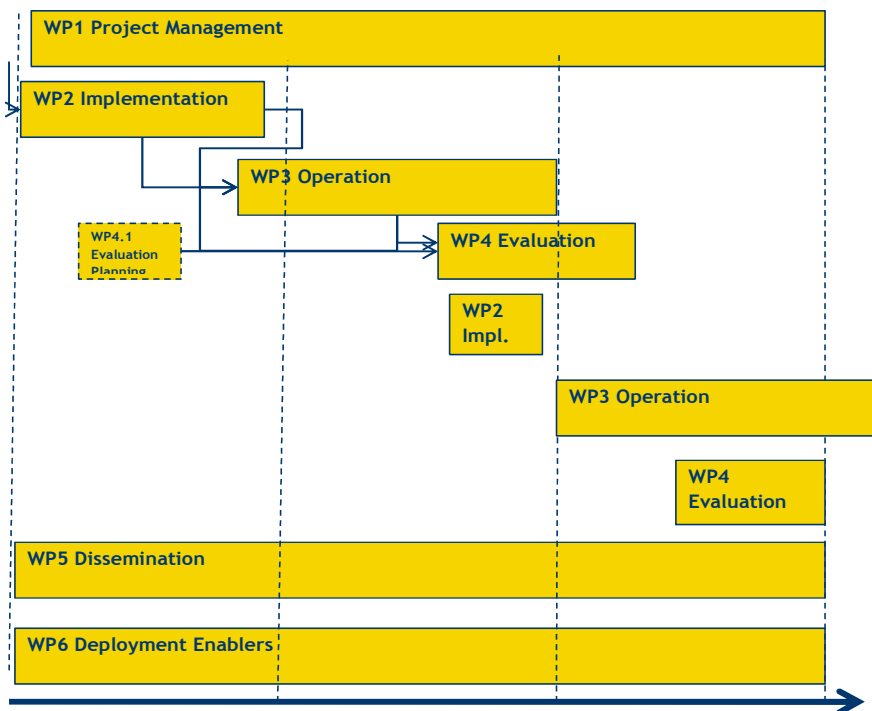 WP1 Project Management
WP2 Implementation
WP3 Operation
WP4.1
Evaluation
Planning
WP4 Evaluation
WP2
Impl.
WP3 Operation
WP4
Evaluation
WP5 Dissemination
WP6 Deployment Enablers